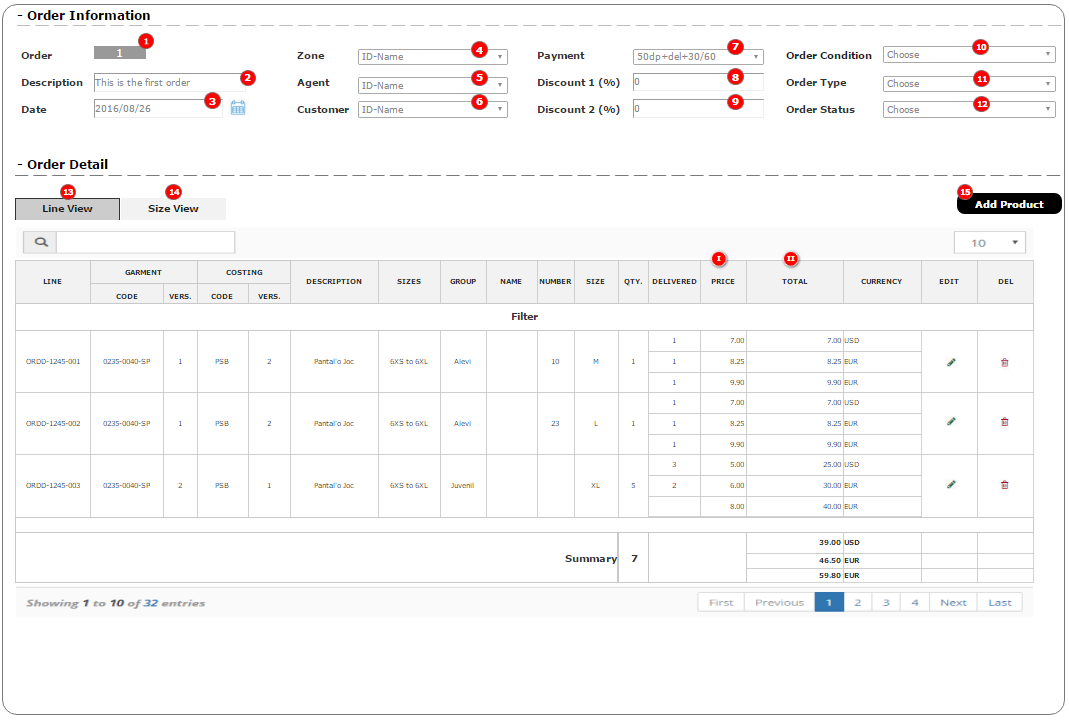 - Order Information
Order 1 1 Zone ID-Name 4 Payment 50dp+del+30/60 7 Order Condition Choose 10
Description This is the first order 2 Agent ID-Name 5 Discount 1 (%) 0 8 Order Type Choose 11
Date 2016/08/26 3 Customer ID-Name 6 Discount 2 (%) 0 9 Order Status Choose 12
- Order Detail
13 14 15
Line View Size View Add Product
10
I II
LINE GARMENT COSTING DESCRIPTION SIZES GROUP NAME NUMBER SIZE QTY. DELIVERED PRICE TOTAL CURRENCY EDIT DEL
CODE VERS. CODE VERS.
Filter
1 7.00 7.00 USD
ORDD-1245-001 0235-0040-SP 1 PSB 2 Pantal'o Joc 6XS to 6XL Alevi 10 M 1 1 8.25 8.25 EUR
1 9.90 9.90 EUR
1 7.00 7.00 USD
ORDD-1245-002 0235-0040-SP 1 PSB 2 Pantal'o Joc 6XS to 6XL Alevi 23 L 1 1 8.25 8.25 EUR
1 9.90 9.90 EUR
3 5.00 25.00 USD
ORDD-1245-003 0235-0040-SP 2 PSB 1 Pantal'o Joc 6XS to 6XL Juvenil XL 5 2 6.00 30.00 EUR
8.00 40.00 EUR
39.00 USD
Summary 7 46.50 EUR
59.80 EUR
Showing 1 to 10 of 32 entries First Previous 1 2 3 4 Next Last